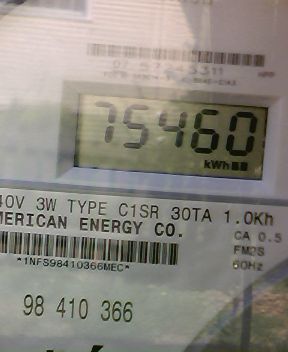 75460
kWh
40V 3W TYPE C1SR 30TA 1.0Kh
MERICAN ENERGY CO.
CA 0.5
FM2S
60Hz
*1NFS98410366MEC*
98 410 366